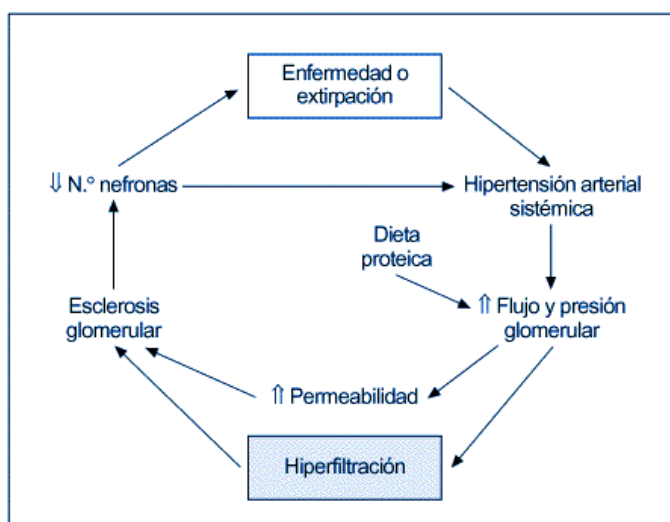 Enfermedad o
extirpación
⇓ N.º nefronas
Hipertensión arterial
sistémica
Dieta
proteica
Esclerosis
glomerular
⇑ Flujo y presión
glomerular
⇑ Permeabilidad
Hiperfiltración